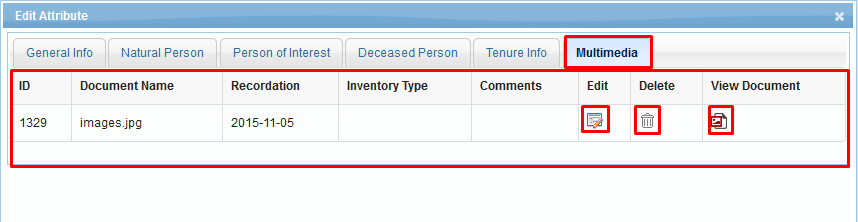 Edit Attribute
General Info Natural Person Person of Interest Deceased Person Tenure Info Multimedia
ID Document Name Recordation Inventory Type Comments Edit Delete View Document
1329 images.jpg 2015-11-05